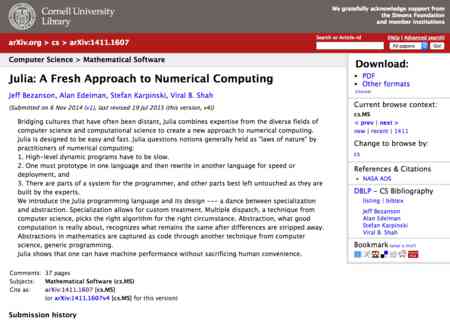 Cornell University
Library
We gratefully acknowledge support from
the Simons Foundation
and member institutions
arXiv.org > cs > arXiv:1411.1607
Search or Article-id
(Help | Advanced search)
All papers
Go!
Computer Science > Mathematical Software
Julia: A Fresh Approach to Numerical Computing
Jeff Bezanson, Alan Edelman, Stefan Karpinski, Viral B. Shah
(Submitted on 6 Nov 2014 (v1), last revised 19 Jul 2015 (this version, v4))
Bridging cultures that have often been distant, Julia combines expertise from the diverse fields of
computer science and computational science to create a new approach to numerical computing.
Julia is designed to be easy and fast. Julia questions notions generally held as "laws of nature" by
practitioners of numerical computing:
1. High-level dynamic programs have to be slow.
2. One must prototype in one language and then rewrite in another language for speed or
deployment, and
3. There are parts of a system for the programmer, and other parts best left untouched as they are
built by the experts.
We introduce the Julia programming language and its design --- a dance between specialization
and abstraction. Specialization allows for custom treatment. Multiple dispatch, a technique from
computer science, picks the right algorithm for the right circumstance. Abstraction, what good
computation is really about, recognizes what remains the same after differences are stripped away.
Abstractions in mathematics are captured as code through another technique from computer
science, generic programming.
Julia shows that one can have machine performance without sacrificing human convenience.
Comments: 37 pages
Subjects: Mathematical Software (cs.MS)
Cite as: arXiv:1411.1607 [cs.MS]
(or arXiv:1411.1607v4 [cs.MS] for this version)
Submission history
Download:
• PDF
• Other formats
(license)
Current browse context:
cs.MS
< prev | next >
new | recent | 1411
Change to browse by:
cs
References & Citations
• NASA ADS
DBLP - CS Bibliography
listing | bibtex
Jeff Bezanson
Alan Edelman
Stefan Karpinski
Viral B. Shah
Bookmark (what is this?)